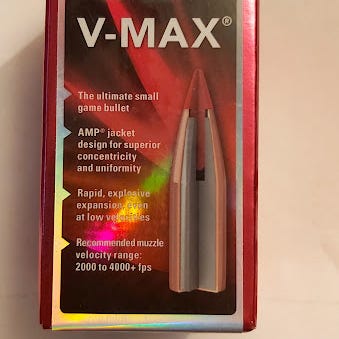 V-MAX®
The ultimate small
game bullet
AMP® jacket
design for superior
concentricity
and uniformity
Rapid, explosive
expansion even
at low velocities
Recommended muzzle
velocity range:
2000 to 4000+ fps